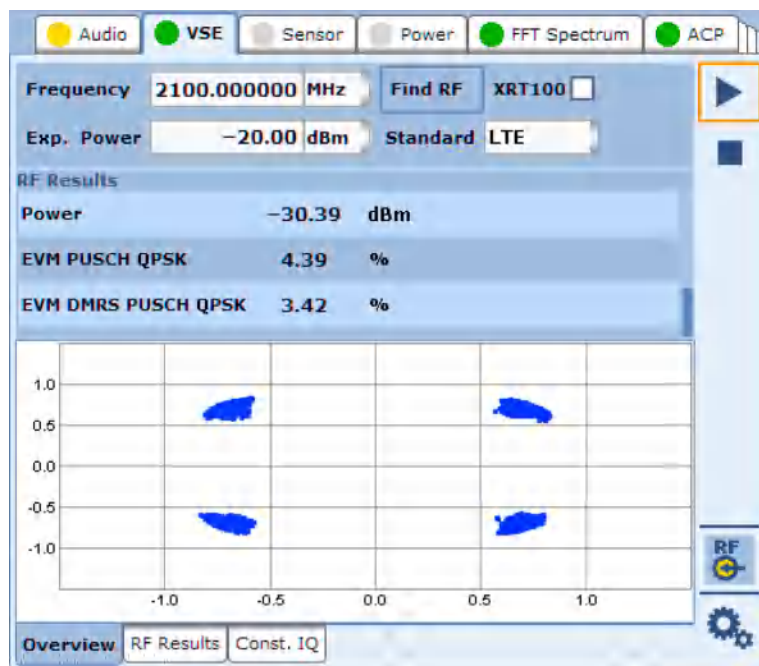 Audio VSE Sensor Power FFT Spectrum ACP
Frequency 2100.000000 MHz Find RF XRT100
Exp. Power −20.00 dBm Standard LTE
RF Results
Power −30.39 dBm
EVM PUSCH QPSK 4.39 %
EVM DMRS PUSCH QPSK 3.42 %
1.0
0.5
0.0
-0.5
-1.0
-1.0 -0.5 0.0 0.5 1.0
RF
Overview RF Results Const. IQ